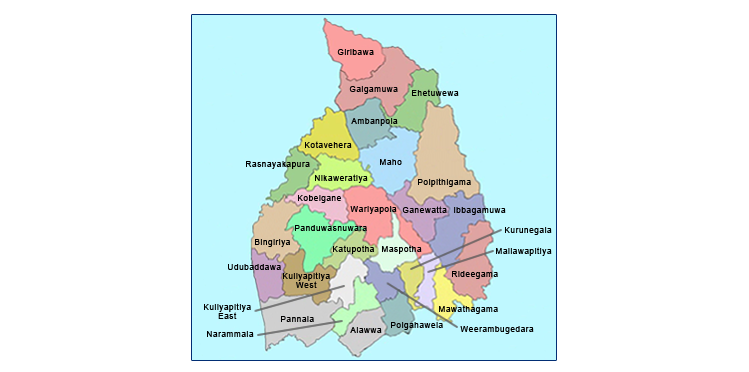 Giribawa
Galgamuwa
Ehetuwewa
Ambanpola
Kotavehera
Rasnayakapura
Maho
Nikaweratiya
Polpithigama
Kobeigane
Wariyapola
Ganewatta
Ibbagamuwa
Panduwasnuwara
Kurunegala
Bingiriya
Katupotha
Maspotha
Mallawapitiya
Udubaddawa
Kuliyapitiya
West
Rideegama
Kuliyapitiya
East
Mawathagama
Pannala
Narammala
Alawwa
Polgahawela
Weerambugedara